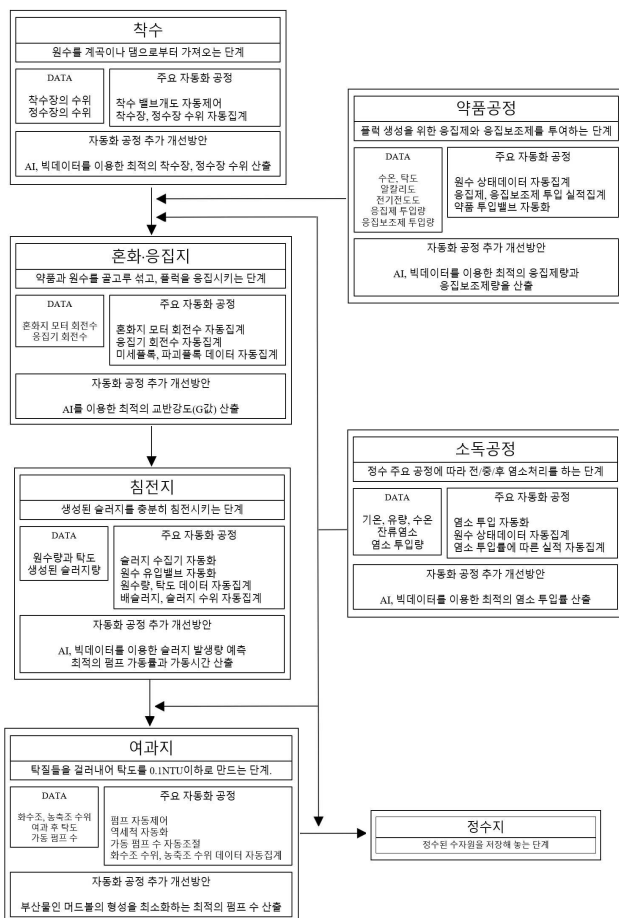 착수
원수를 계곡이나 댐으로부터 가져오는 단계
DATA
착수장의 수위
정수장의 수위
주요 자동화 공정
착수 밸브개도 자동제어
착수장, 정수장 수위 자동집계
자동화 공정 추가 개선방안
AI, 빅데이터를 이용한 최적의 착수장, 정수장 수위 산출
약품공정
플럭 생성을 위한 응집제와 응집보조제를 투여하는 단계
DATA
수온, 탁도
알칼리도
전기전도도
응집제 투입량
응집보조제 투입량
주요 자동화 공정
원수 상태데이터 자동집계
응집제, 응집보조제 투입 실적집계
약품 투입밸브 자동화
자동화 공정 추가 개선방안
AI, 빅데이터를 이용한 최적의 응집제량과
응집보조제량을 산출
혼화·응집지
약품과 원수를 골고루 섞고, 플럭을 응집시키는 단계
DATA
혼화지 모터 회전수
응집기 회전수
주요 자동화 공정
혼화지 모터 회전수 자동집계
응집기 회전수 자동집계
미세플록, 파괴플록 데이터 자동집계
자동화 공정 추가 개선방안
AI를 이용한 최적의 교반강도(G값) 산출
소독공정
정수 주요 공정에 따라 전/중/후 염소처리를 하는 단계
DATA
기온, 유량, 수온
잔류염소
염소 투입량
주요 자동화 공정
염소 투입 자동화
원수 상태데이터 자동집계
염소 투입률에 따른 실적 자동집계
자동화 공정 추가 개선방안
AI, 빅데이터를 이용한 최적의 염소 투입률 산출
침전지
생성된 슬러지를 충분히 침전시키는 단계
DATA
원수량과 탁도
생성된 슬러지량
주요 자동화 공정
슬러지 수집기 자동화
원수 유입밸브 자동화
원수량, 탁도 데이터 자동집계
배슬러지, 슬러지 수위 자동집계
자동화 공정 추가 개선방안
AI, 빅데이터를 이용한 슬러지 발생량 예측
최적의 펌프 가동률과 가동시간 산출
여과지
탁질들을 걸러내어 탁도를 0.1NTU이하로 만드는 단계.
DATA
화수조, 농축조 수위
여과 후 탁도
가동 펌프 수
주요 자동화 공정
펌프 자동제어
역세척 자동화
가동 펌프 수 자동조절
화수조 수위, 농축조 수위 데이터 자동집계
자동화 공정 추가 개선방안
부산물인 머드볼의 형성을 최소화하는 최적의 펌프 수 산출
정수지
정수된 수자원을 저장해 놓는 단계